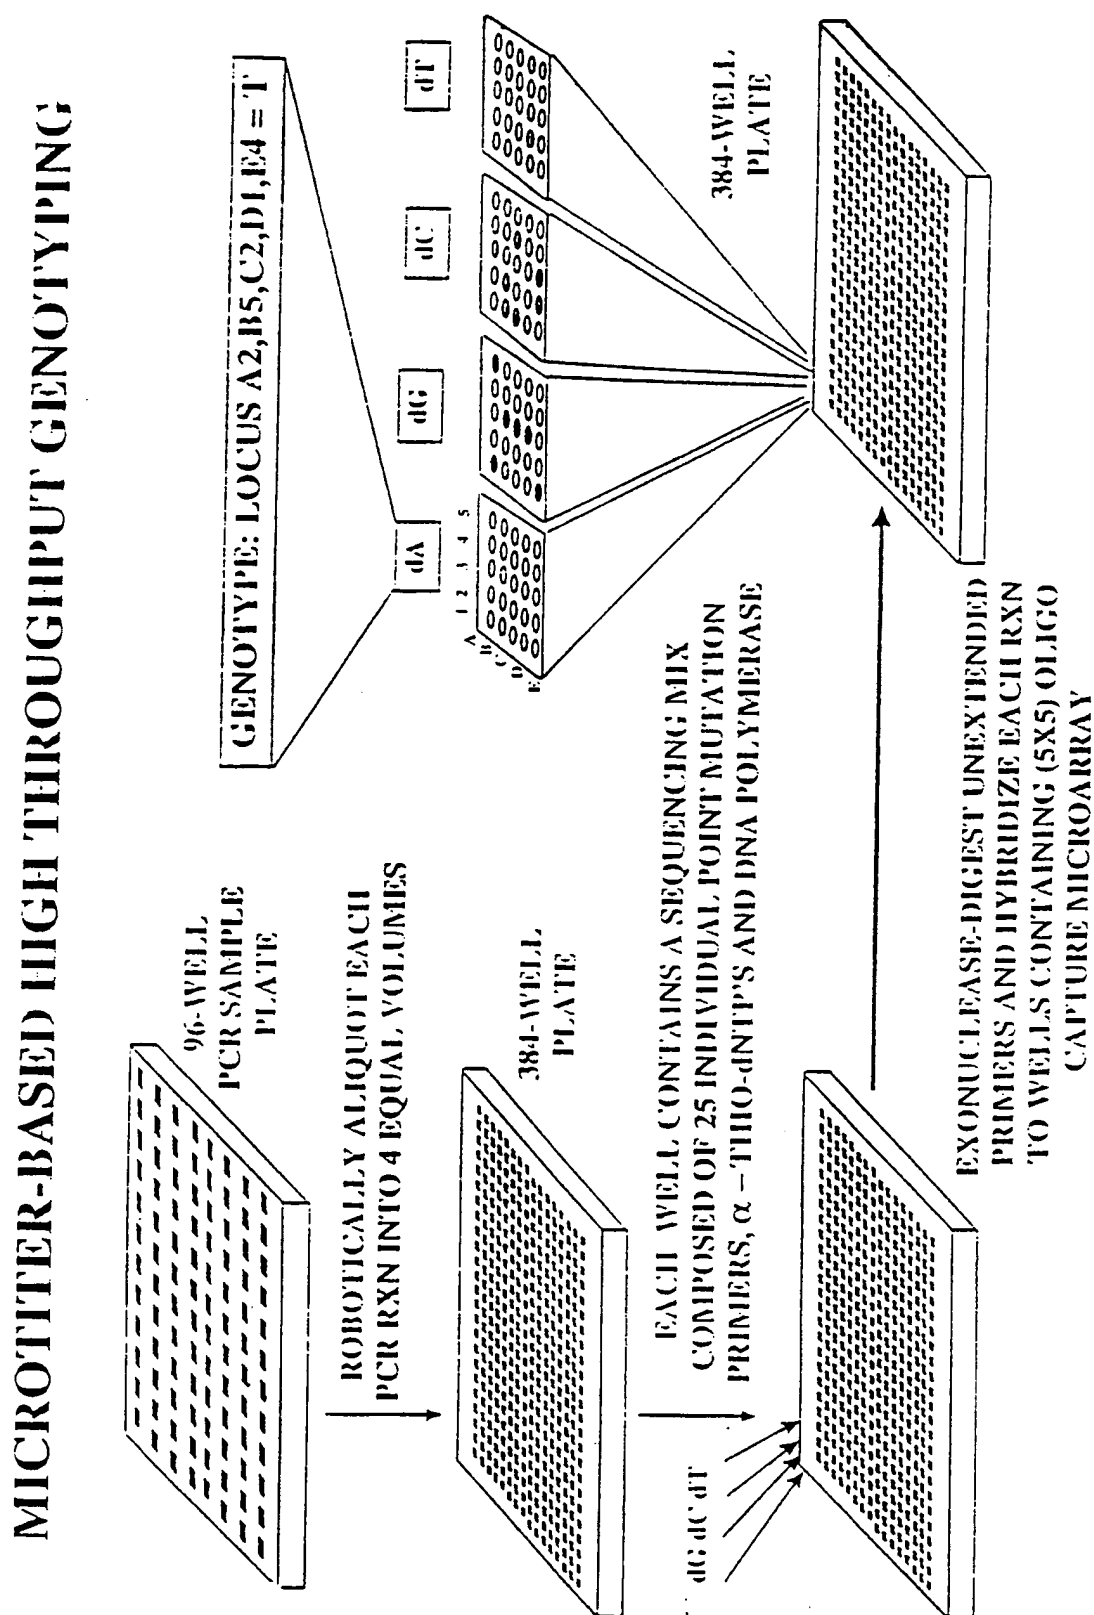 MICROTITER-BASED HIGH THROUGHPUT GENOTYPING
96-WELL
PCR SAMPLE
PLATE
ROBOTICALLY ALIQUOT EACH
PCR RXN INTO 4 EQUAL VOLUMES
384-WELL
PLATE
EACH WELL CONTAINS A SEQUENCING MIX
COMPOSED OF 25 INDIVIDUAL POINT MUTATION
PRIMERS, α – THO-dNTP'S AND DNA POLYMERASE
dG dC dT
EXONUCLEASE-DIGEST UNEXTENDED
PRIMERS AND HYBRIDIZE EACH RXN
TO WELLS CONTAINING (5X5) OLIGO
CAPTURE MICROARRAY
GENOTYPE: LOCUS A2,B5,C2,D1,E4 = T
dA
dG
dC
dT
1 2 3 4 5
A
B
C
D
E
384-WELL
PLATE